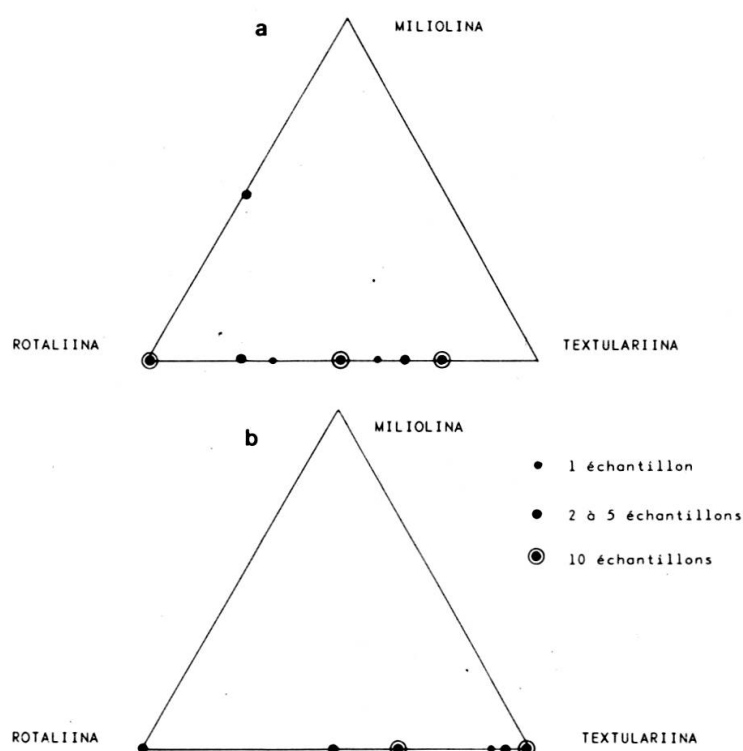 a
MILIOLINA
ROTALIINA
TEXTULARIINA
b
MILIOLINA
1 échantillon
2 à 5 échantillons
10 échantillons
ROTALIINA
TEXTULARIINA